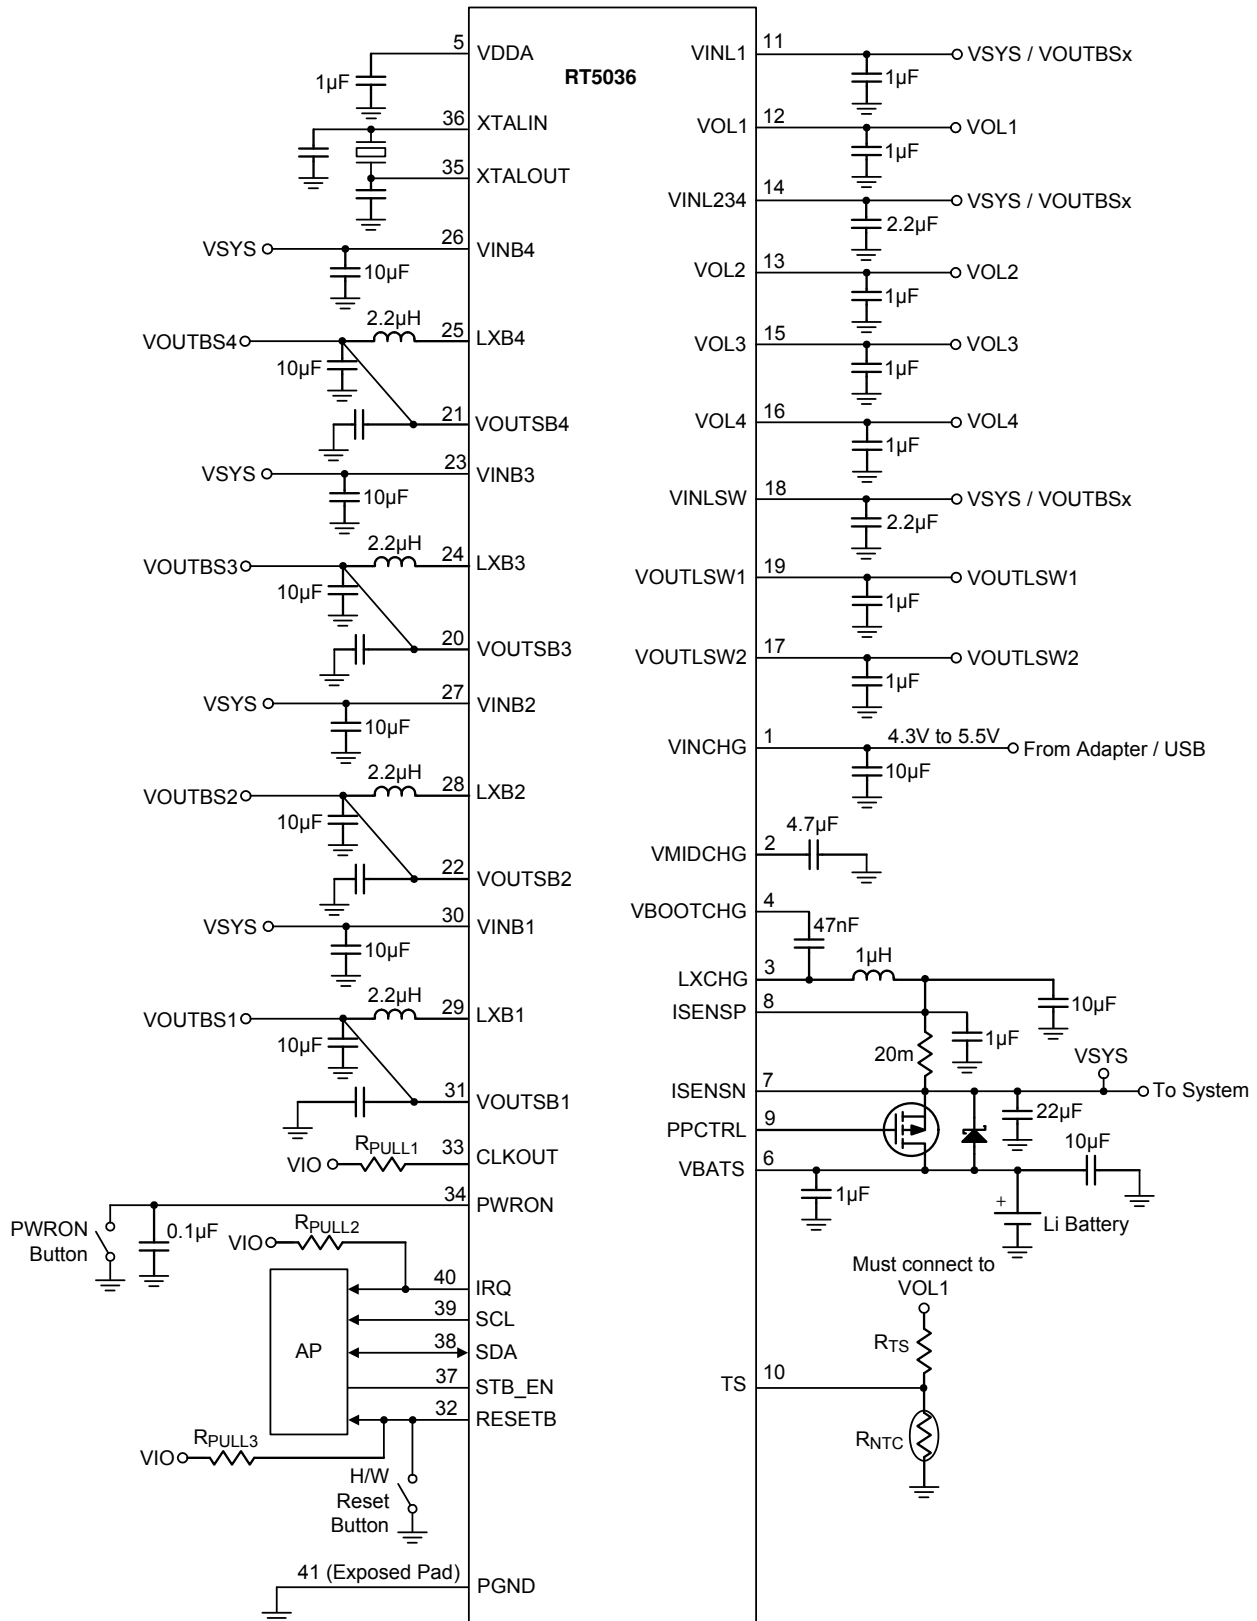 RT5036
5 VDDA
1µF
36 XTALIN
35 XTALOUT
26 VINB4
VSYS
10µF
2.2µH
25 LXB4
VOUTBS4
10µF
21 VOUTSB4
23 VINB3
VSYS
10µF
2.2µH
24 LXB3
VOUTBS3
10µF
20 VOUTSB3
27 VINB2
VSYS
10µF
2.2µH
28 LXB2
VOUTBS2
10µF
22 VOUTSB2
30 VINB1
VSYS
10µF
2.2µH
29 LXB1
VOUTBS1
10µF
31 VOUTSB1
RPULL1
VIO
33 CLKOUT
34 PWRON
PWRON
Button
0.1µF
RPULL2
VIO
40 IRQ
39 SCL
AP
38 SDA
37 STB_EN
32 RESETB
RPULL3
VIO
H/W
Reset
Button
41 (Exposed Pad) PGND
VINL1 11 VSYS / VOUTBSx
1µF
VOL1 12 VOL1
1µF
VINL234 14 VSYS / VOUTBSx
2.2µF
VOL2 13 VOL2
1µF
VOL3 15 VOL3
1µF
VOL4 16 VOL4
1µF
VINLSW 18 VSYS / VOUTBSx
2.2µF
VOUTLSW1 19 VOUTLSW1
1µF
VOUTLSW2 17 VOUTLSW2
1µF
VINCHG 1 4.3V to 5.5V From Adapter / USB
10µF
4.7µF
VMIDCHG 2
VBOOTCHG 4
47nF
1µH
LXCHG 3
10µF
ISENSP 8
1µF
20m
VSYS
ISENSN 7 To System
22µF
PPCTRL 9
10µF
VBATS 6
1µF
+
Li Battery
Must connect to
VOL1
RTS
TS 10
RNTC